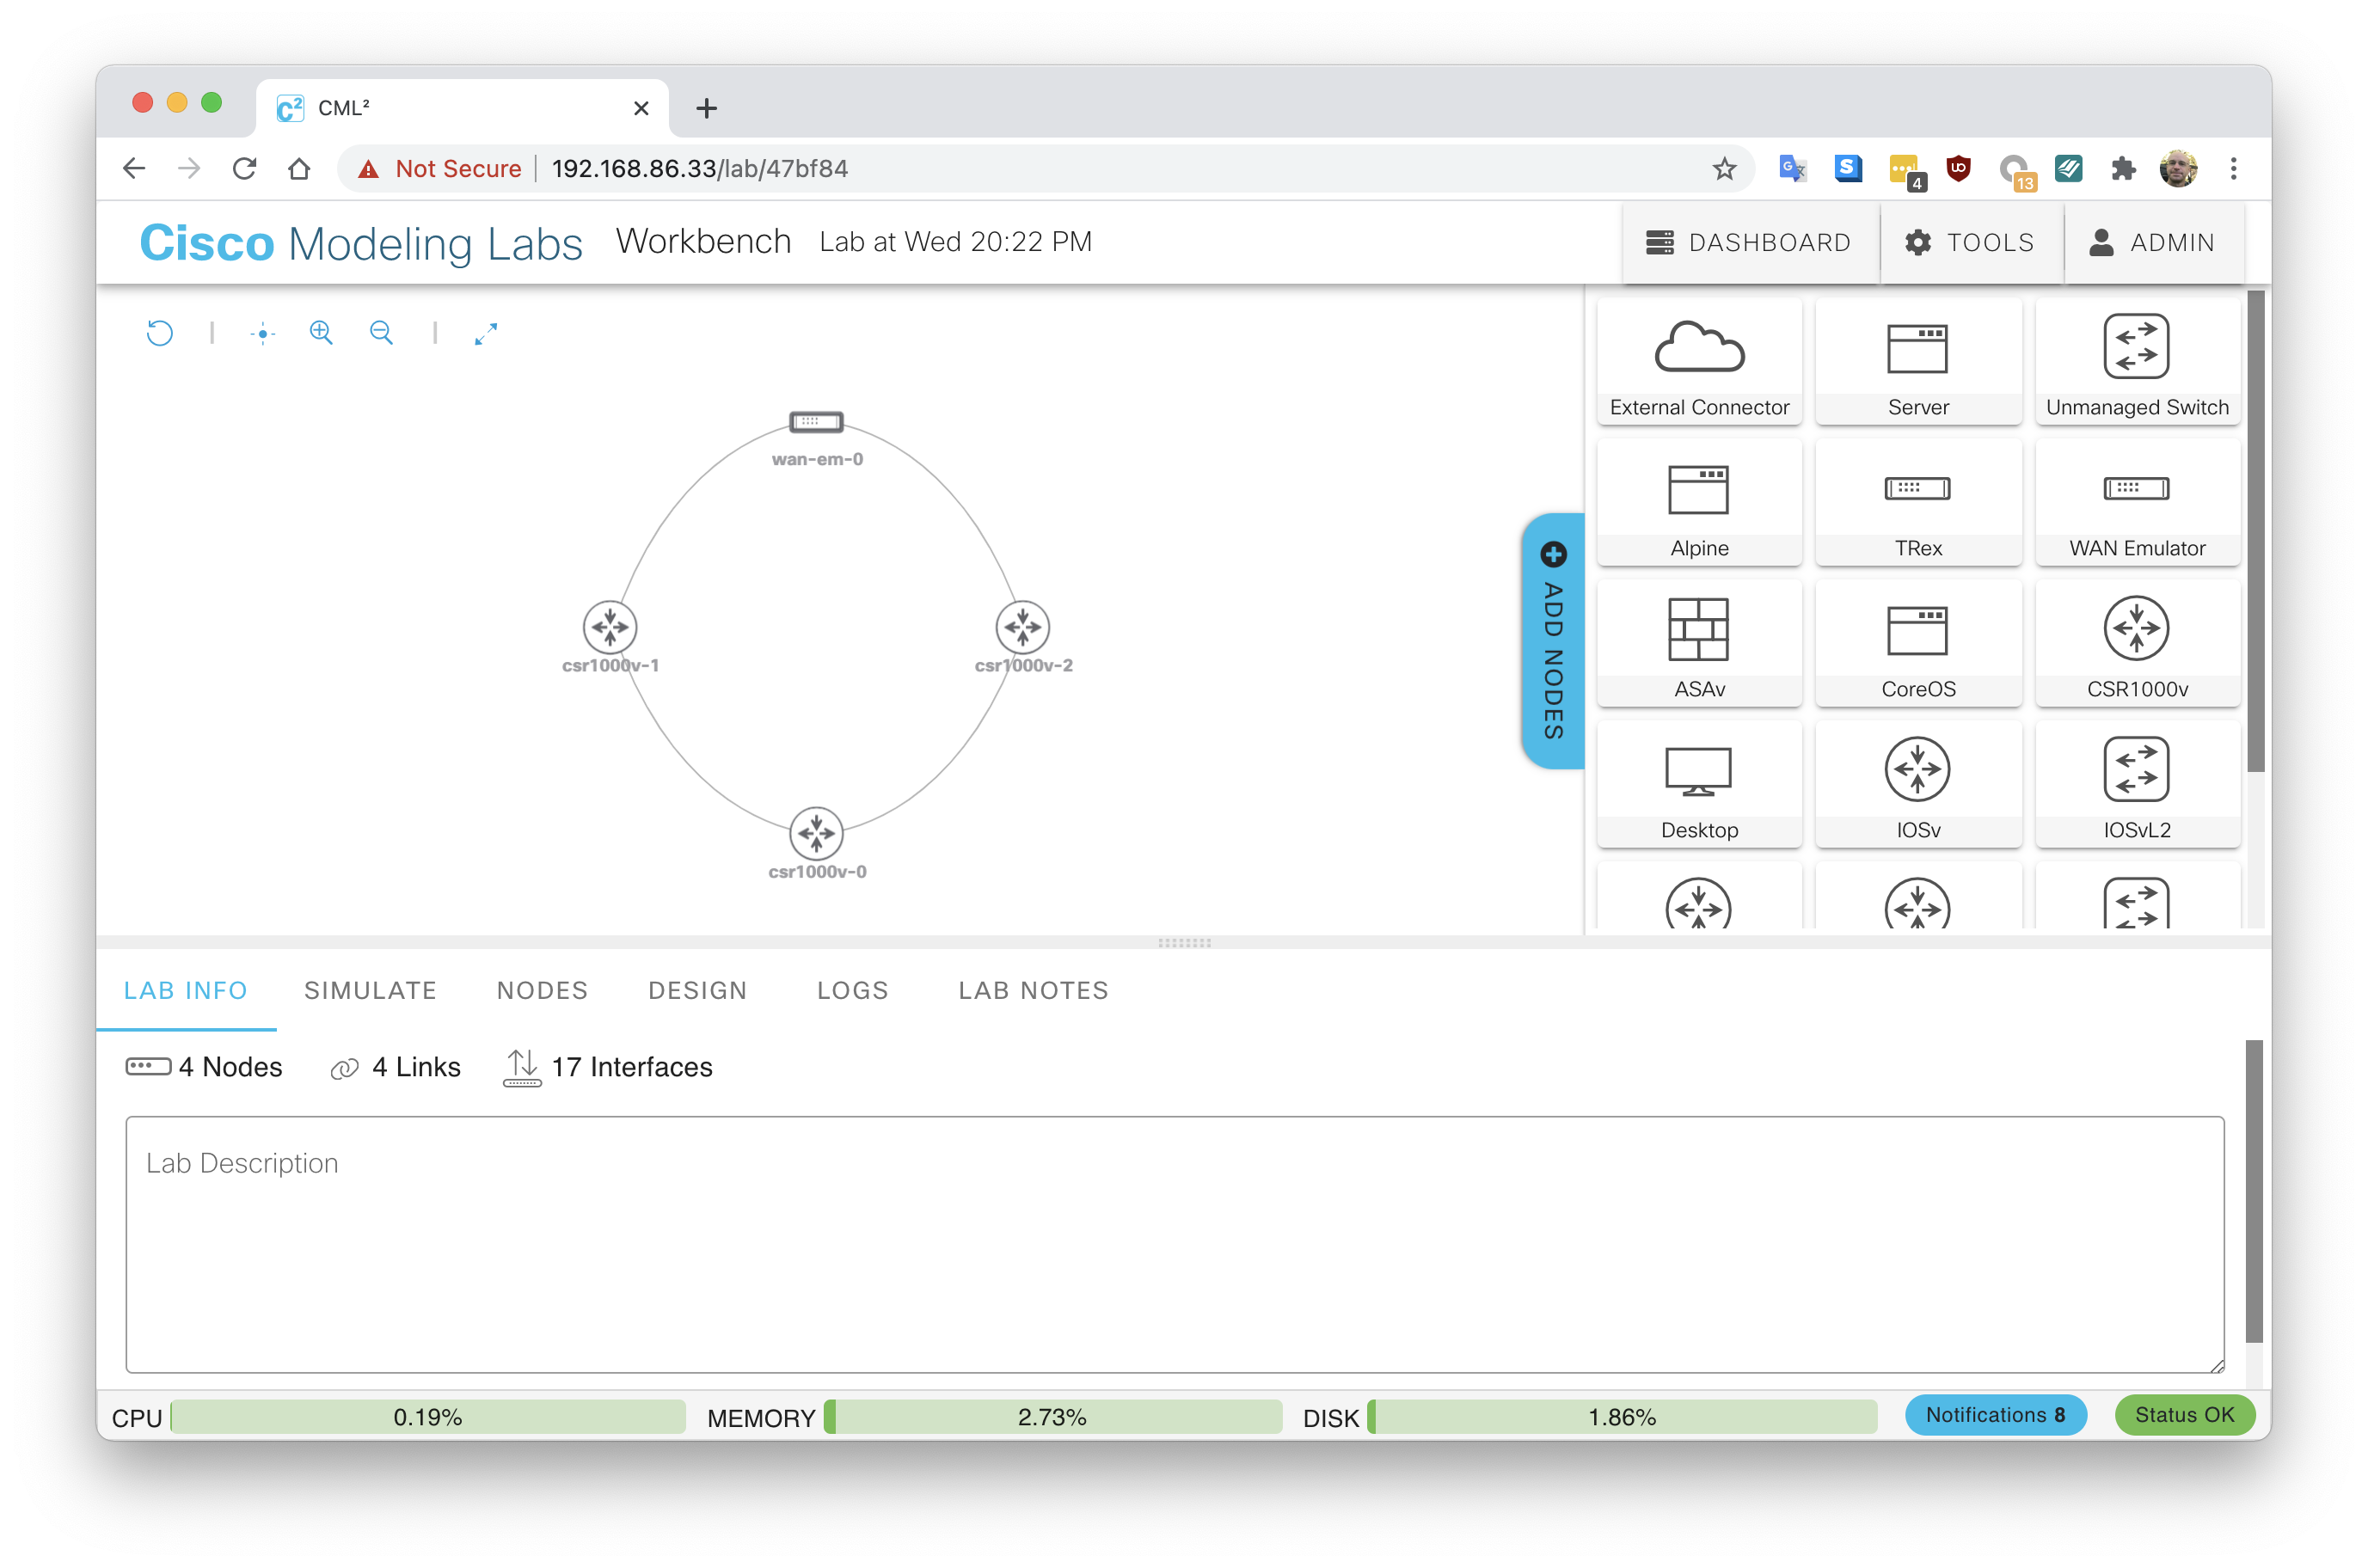 CML²
Not Secure 192.168.86.33/lab/47bf84
4
13
Cisco Modeling Labs Workbench Lab at Wed 20:22 PM DASHBOARD TOOLS ADMIN
External Connector Server Unmanaged Switch
wan-em-0
Alpine TRex WAN Emulator
ADD NODES
csr1000v-1 csr1000v-2
ASAv CoreOS CSR1000v
Desktop IOSv IOSvL2
csr1000v-0
LAB INFO SIMULATE NODES DESIGN LOGS LAB NOTES
4 Nodes 4 Links 17 Interfaces
Lab Description
CPU 0.19% MEMORY 2.73% DISK 1.86% Notifications 8 Status OK